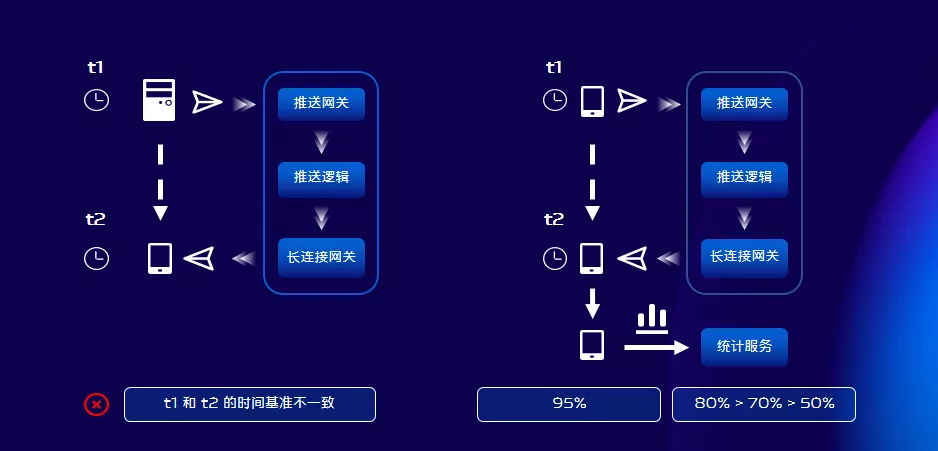 t1
推送网关
推送逻辑
t2
长连接网关
t1 和 t2 的时间基准不一致
t1
推送网关
推送逻辑
t2
长连接网关
统计服务
95%
80% > 70% > 50%